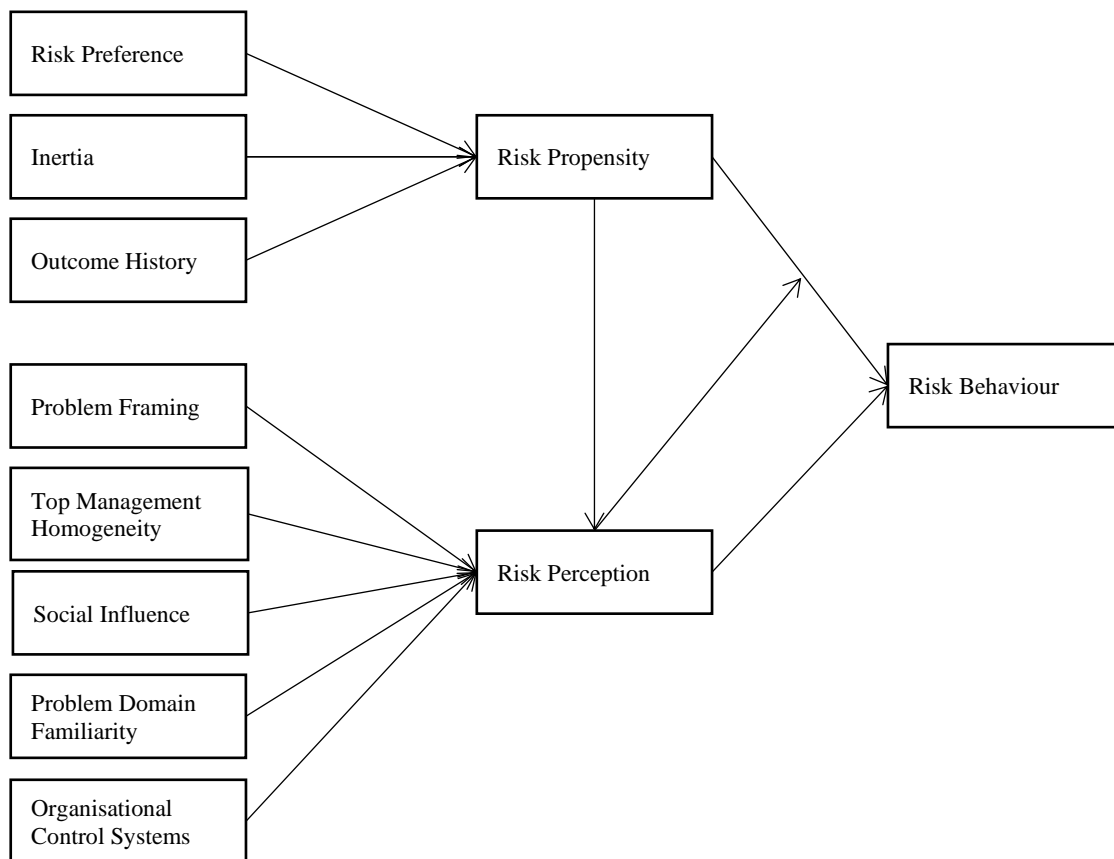 Risk Preference
Inertia
Risk Propensity
Outcome History
Problem Framing
Risk Behaviour
Top Management
Homogeneity
Risk Perception
Social Influence
Problem Domain
Familiarity
Organisational
Control Systems